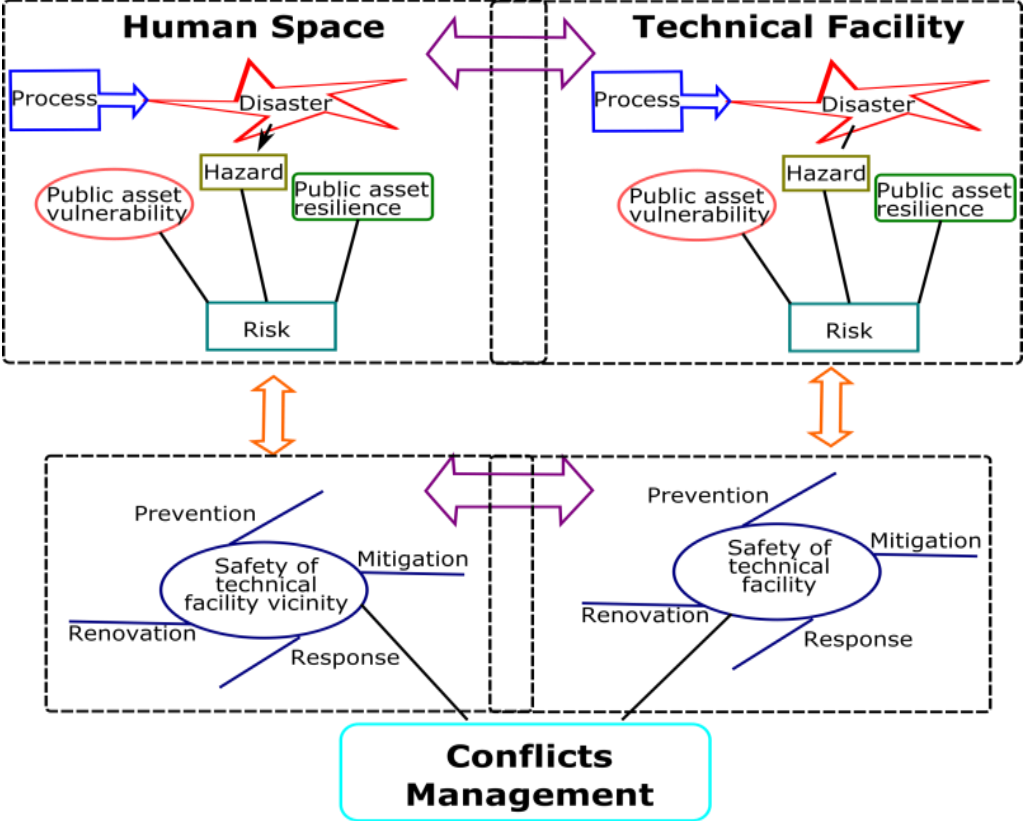 Human Space
Technical Facility
Process
Disaster
Hazard
Public asset
vulnerability
Public asset
resilience
Risk
Process
Disaster
Hazard
Public asset
vulnerability
Public asset
resilience
Risk
Prevention
Mitigation
Safety of
technical
facility vicinity
Renovation
Response
Prevention
Mitigation
Safety of
technical
facility
Renovation
Response
Conflicts
Management